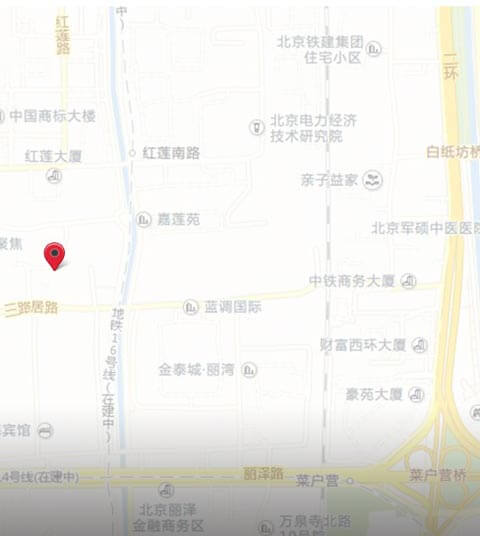 中)
红莲路
北京铁建集团
住宅小区
二环
中国商标大楼
北京电力经济
技术研究院
红莲大厦
红莲南路
白纸坊桥
亲子益家
嘉莲苑
北京军硕中医医院
聚焦
中铁商务大厦
三路居路
蓝调国际
地铁16号线(在建中)
财富西环大厦
金泰城·丽湾
豪苑大厦
宾馆
14号线(在建中)
丽泽路
菜户营
菜户营桥
北京丽泽
金融商务区
万泉寺北路